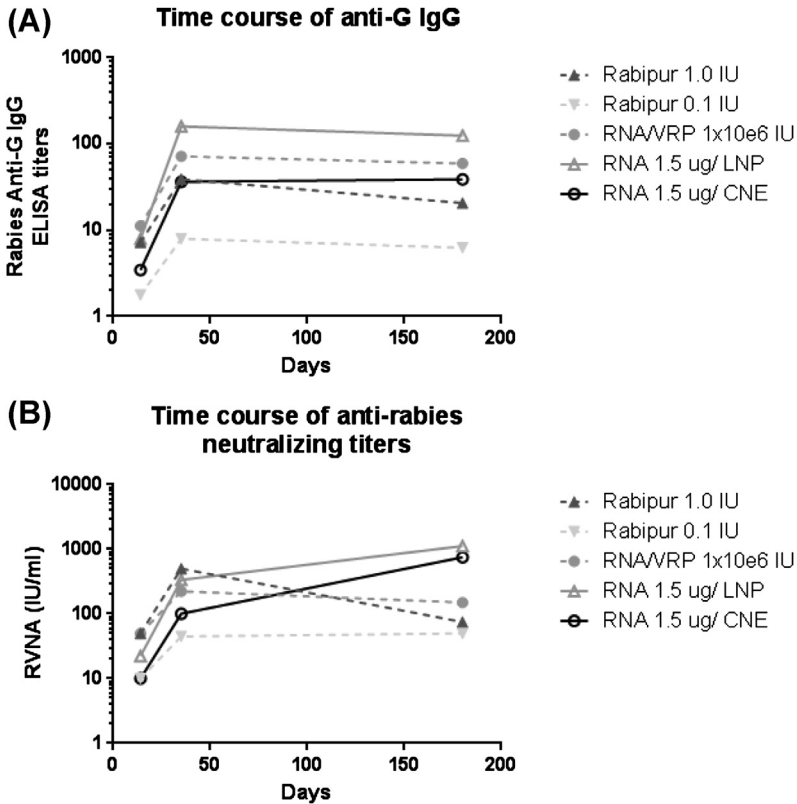 (A)
Time course of anti-G IgG
Rabies Anti-G IgG
ELISA titers
1000
100
10
1
0 50 100 150 200
Days
Rabipur 1.0 IU
Rabipur 0.1 IU
RNA/VRP 1x10e6 IU
RNA 1.5 ug/ LNP
RNA 1.5 ug/ CNE
(B)
Time course of anti-rabies
neutralizing titers
RVNA (IU/ml)
10000
1000
100
10
1
0 50 100 150 200
Days
Rabipur 1.0 IU
Rabipur 0.1 IU
RNA/VRP 1x10e6 IU
RNA 1.5 ug/ LNP
RNA 1.5 ug/ CNE